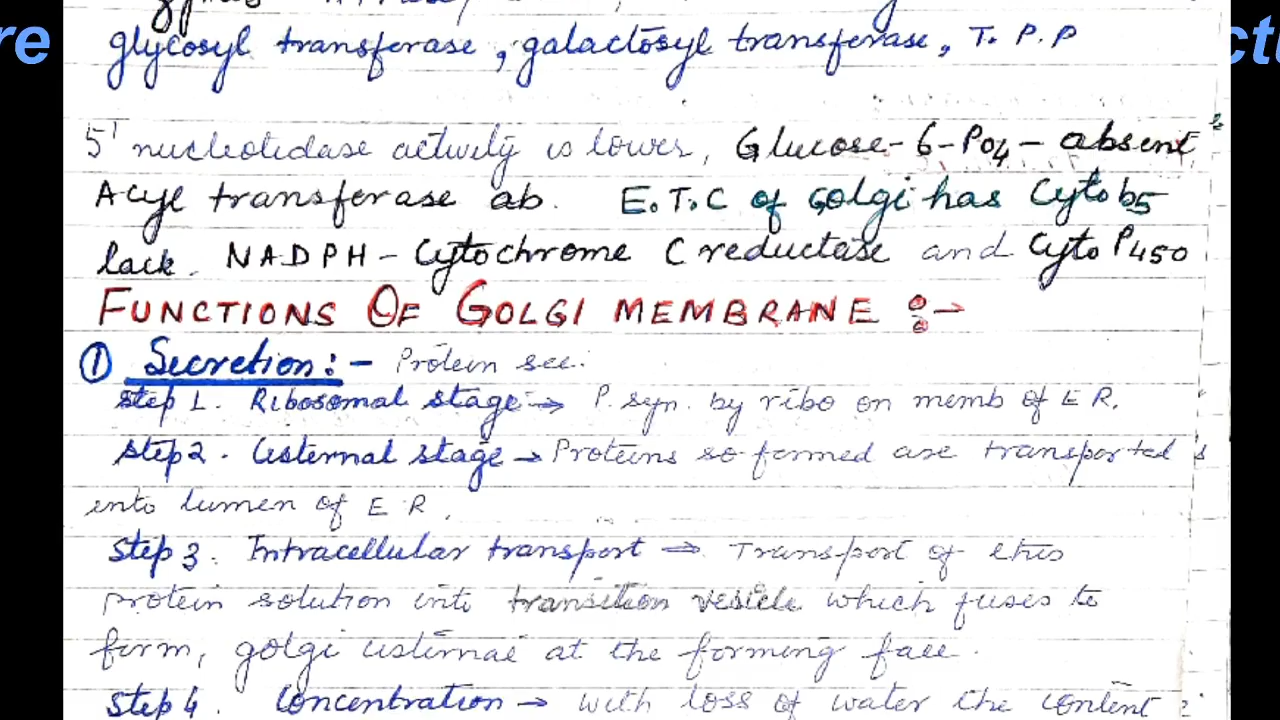 glycosyl transferase, galactosyl transferase, T.P.P
5' nucleotidase activity is lower, Glucose-6-PO4 - absent
Acyl transferase ab. E.T.C of Golgi has Cyto b5
lack. NADPH - Cytochrome C reductase and Cyto P450
FUNCTIONS OF GOLGI MEMBRANE :-
① Secretion:- Protein sec.
step 1. Ribosomal stage → P. syn. by ribo on memb of E R.
Step 2. Cisternal stage → Proteins so formed are transported
into lumen of E R.
Step 3. Intracellular transport ⇒ Transport of this
protein solution into transition vesicle which fuses to
form, golgi cisternae at the forming face.
Step 4. Concentration → with loss of water the content